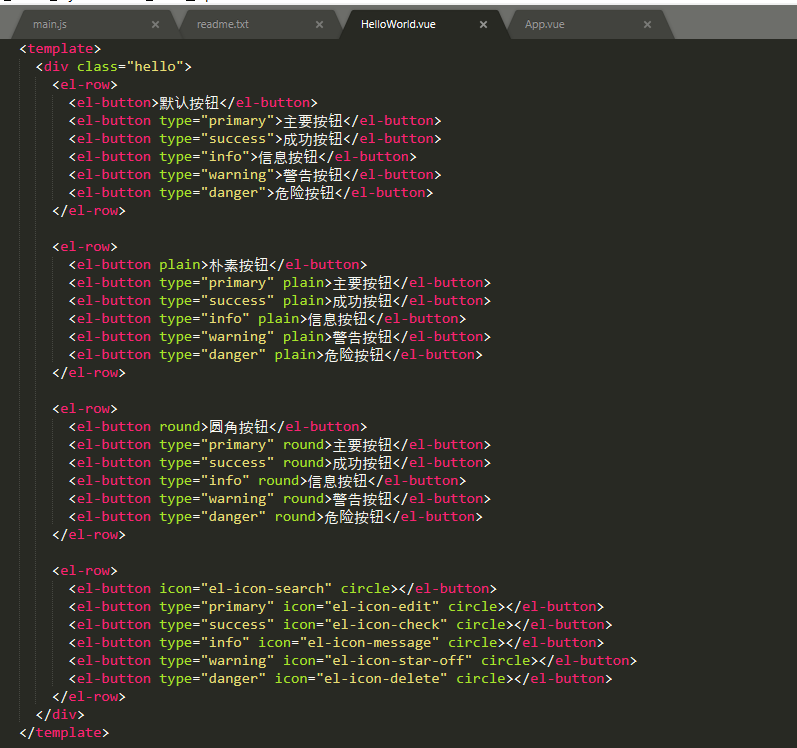 main.js × readme.txt × HelloWorld.vue × App.vue ×
<template>
  <div class="hello">
    <el-row>
      <el-button>默认按钮</el-button>
      <el-button type="primary">主要按钮</el-button>
      <el-button type="success">成功按钮</el-button>
      <el-button type="info">信息按钮</el-button>
      <el-button type="warning">警告按钮</el-button>
      <el-button type="danger">危险按钮</el-button>
    </el-row>

    <el-row>
      <el-button plain>朴素按钮</el-button>
      <el-button type="primary" plain>主要按钮</el-button>
      <el-button type="success" plain>成功按钮</el-button>
      <el-button type="info" plain>信息按钮</el-button>
      <el-button type="warning" plain>警告按钮</el-button>
      <el-button type="danger" plain>危险按钮</el-button>
    </el-row>

    <el-row>
      <el-button round>圆角按钮</el-button>
      <el-button type="primary" round>主要按钮</el-button>
      <el-button type="success" round>成功按钮</el-button>
      <el-button type="info" round>信息按钮</el-button>
      <el-button type="warning" round>警告按钮</el-button>
      <el-button type="danger" round>危险按钮</el-button>
    </el-row>

    <el-row>
      <el-button icon="el-icon-search" circle></el-button>
      <el-button type="primary" icon="el-icon-edit" circle></el-button>
      <el-button type="success" icon="el-icon-check" circle></el-button>
      <el-button type="info" icon="el-icon-message" circle></el-button>
      <el-button type="warning" icon="el-icon-star-off" circle></el-button>
      <el-button type="danger" icon="el-icon-delete" circle></el-button>
    </el-row>
  </div>
</template>